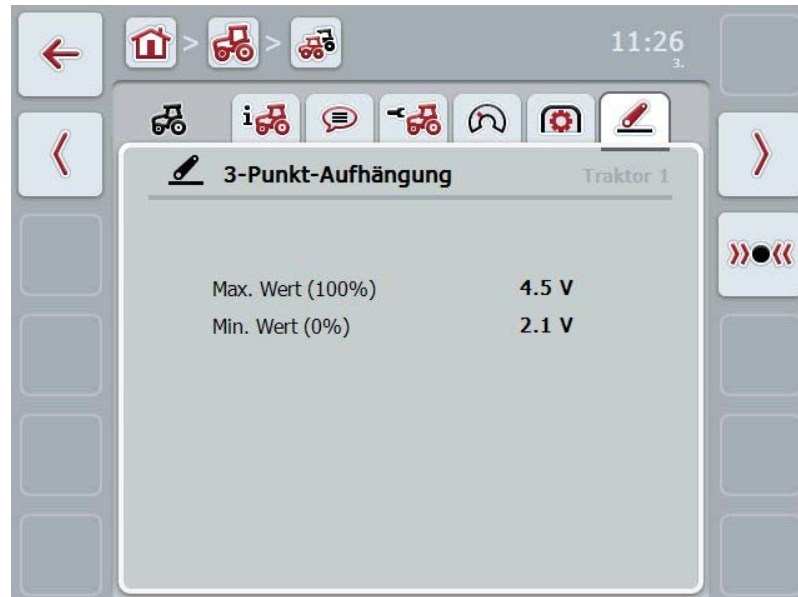 > >
11:26
3.
i
3-Punkt-Aufhängung Traktor 1
Max. Wert (100%) 4.5 V
Min. Wert (0%) 2.1 V